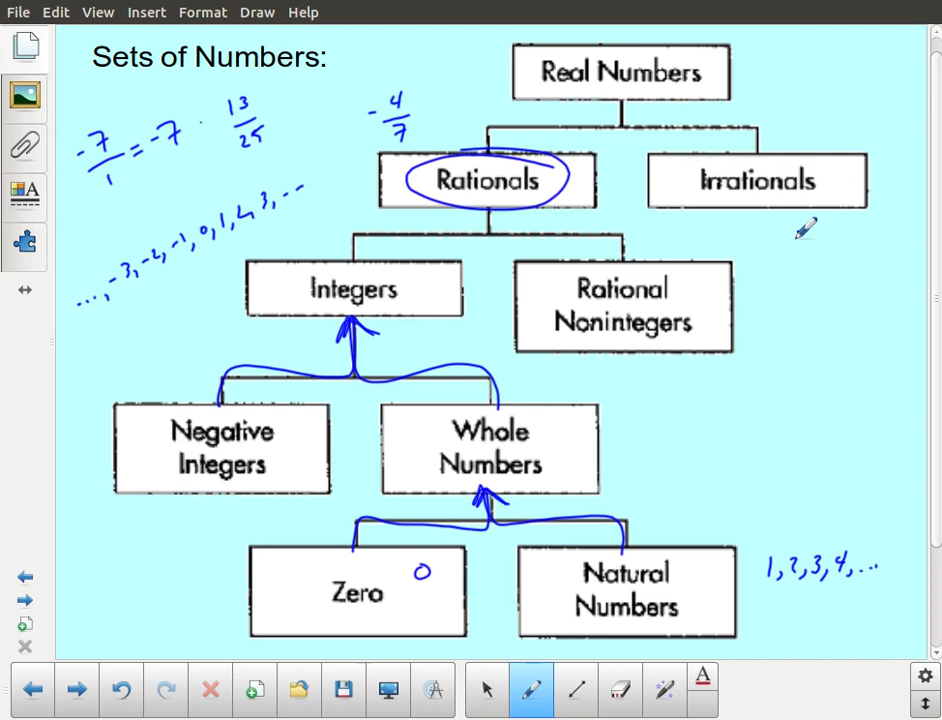 File Edit View Insert Format Draw Help
Sets of Numbers:
Real Numbers
-7/1 = -7
13/25
-4/7
Rationals
Irrationals
..., -3, -2, -1, 0, 1, 2, 3, ...
Integers
Rational
Nonintegers
Negative
Integers
Whole
Numbers
Zero
0
Natural
Numbers
1, 2, 3, 4, ...
A
A
A